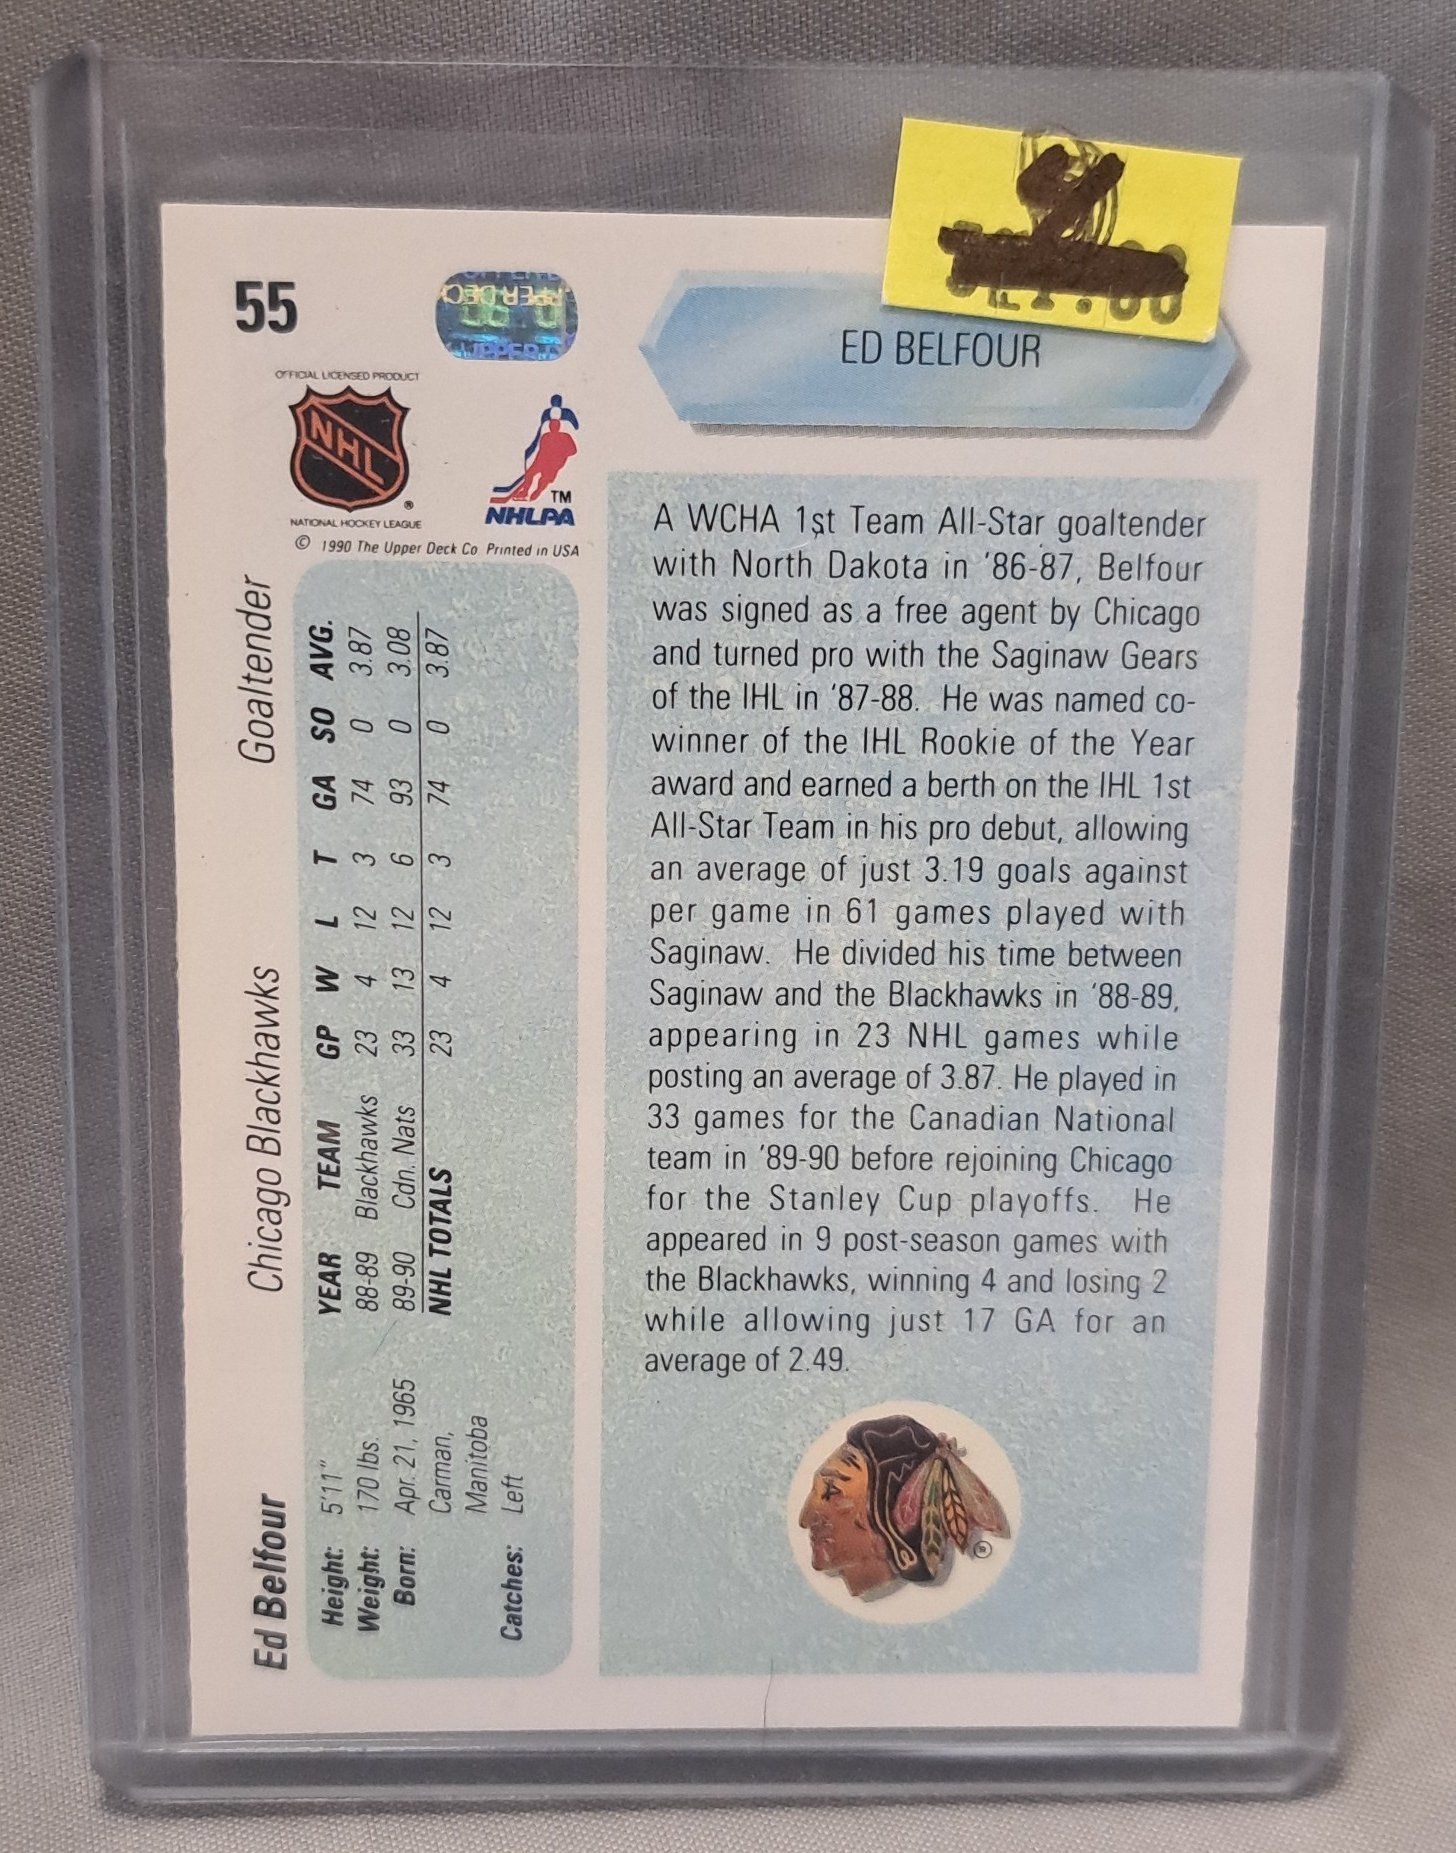 55
UPPER DECK
OFFICIAL LICENSED PRODUCT
NHL
®
NATIONAL HOCKEY LEAGUE
TM
NHLPA
© 1990 The Upper Deck Co. Printed in USA
ED BELFOUR
A WCHA 1st Team All-Star goaltender
with North Dakota in '86-87, Belfour
was signed as a free agent by Chicago
and turned pro with the Saginaw Gears
of the IHL in '87-88. He was named co-
winner of the IHL Rookie of the Year
award and earned a berth on the IHL 1st
All-Star Team in his pro debut, allowing
an average of just 3.19 goals against
per game in 61 games played with
Saginaw. He divided his time between
Saginaw and the Blackhawks in '88-89,
appearing in 23 NHL games while
posting an average of 3.87. He played in
33 games for the Canadian National
team in '89-90 before rejoining Chicago
for the Stanley Cup playoffs. He
appeared in 9 post-season games with
the Blackhawks, winning 4 and losing 2
while allowing just 17 GA for an
average of 2.49.
®
Ed Belfour Chicago Blackhawks Goaltender
Height: 5'11"
Weight: 170 lbs.
Born: Apr. 21, 1965
Carman,
Manitoba
Catches: Left
YEAR TEAM GP W L T GA SO AVG.
88-89 Blackhawks 23 4 12 3 74 0 3.87
89-90 Cdn. Nats 33 13 12 6 93 0 3.08
NHL TOTALS 23 4 12 3 74 0 3.87